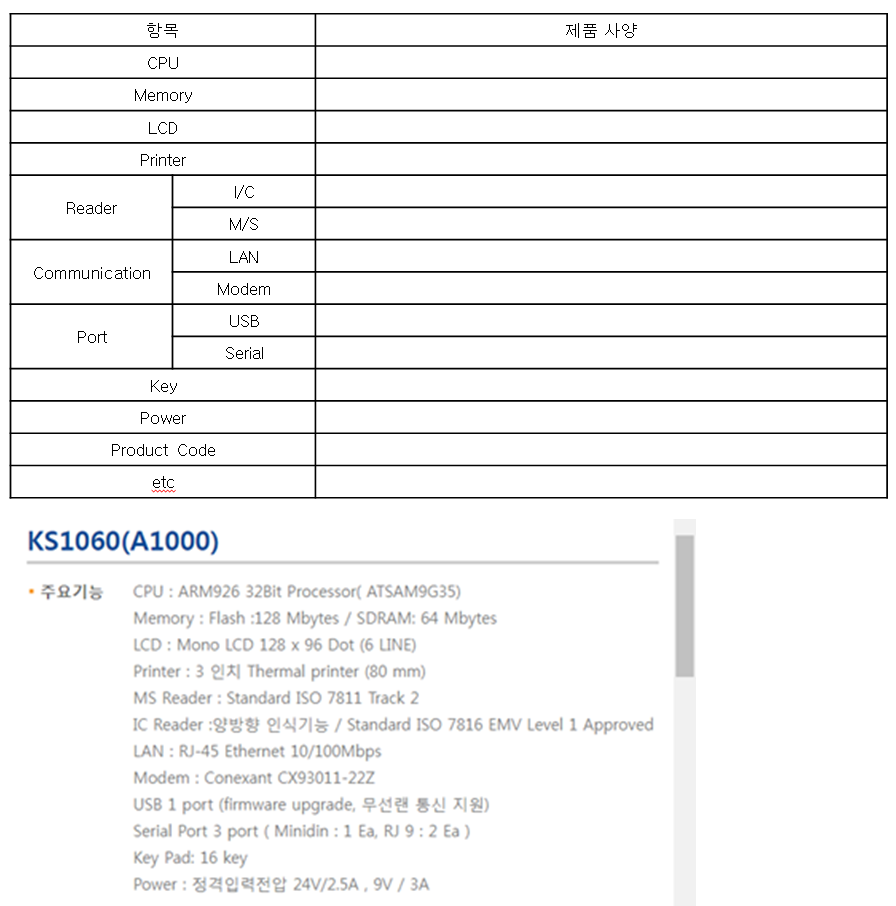 항목 제품 사양
CPU
Memory
LCD
Printer
Reader I/C
M/S
Communication LAN
Modem
Port USB
Serial
Key
Power
Product Code
etc
KS1060(A1000)
• 주요기능 CPU : ARM926 32Bit Processor( ATSAM9G35)
Memory : Flash :128 Mbytes / SDRAM: 64 Mbytes
LCD : Mono LCD 128 x 96 Dot (6 LINE)
Printer : 3 인치 Thermal printer (80 mm)
MS Reader : Standard ISO 7811 Track 2
IC Reader :양방향 인식기능 / Standard ISO 7816 EMV Level 1 Approved
LAN : RJ-45 Ethernet 10/100Mbps
Modem : Conexant CX93011-22Z
USB 1 port (firmware upgrade, 무선랜 통신 지원)
Serial Port 3 port ( Minidin : 1 Ea, RJ 9 : 2 Ea )
Key Pad: 16 key
Power : 정격입력전압 24V/2.5A , 9V / 3A